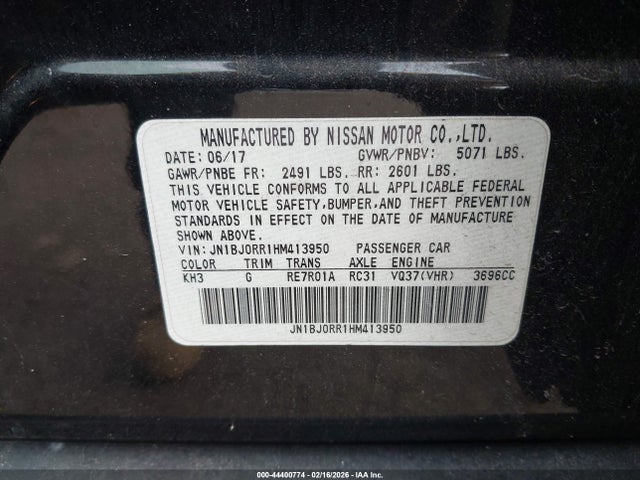 MANUFACTURED BY NISSAN MOTOR CO.,LTD.
DATE: 06/17 GVWR/PNBV: 5071 LBS.
GAWR/PNBE FR: 2491 LBS. RR: 2601 LBS.
THIS VEHICLE CONFORMS TO ALL APPLICABLE FEDERAL
MOTOR VEHICLE SAFETY,BUMPER,AND THEFT PREVENTION
STANDARDS IN EFFECT ON THE DATE OF MANUFACTURE
SHOWN ABOVE.
VIN: JN1BJ0RR1HM413950 PASSENGER CAR
COLOR TRIM TRANS AXLE ENGINE
KH3 G RE7R01A RC31 VQ37(VHR) 3696CC
JN1BJ0RR1HM413950
000-44400774 - 02/16/2026 - IAA Inc.